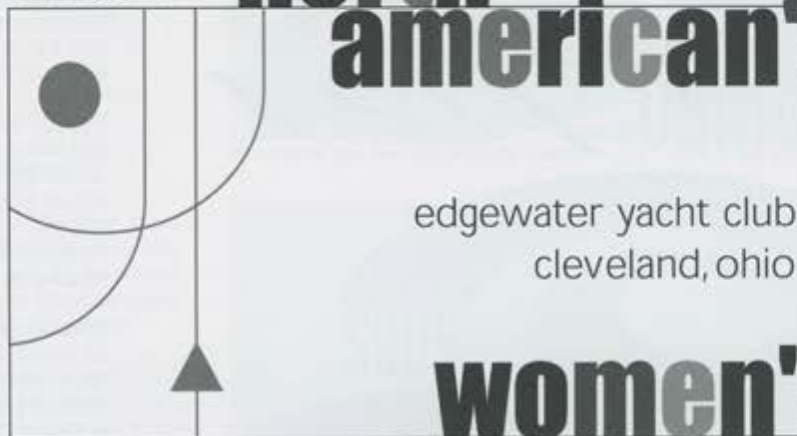 american'
edgewater yacht club
cleveland, ohio
women'